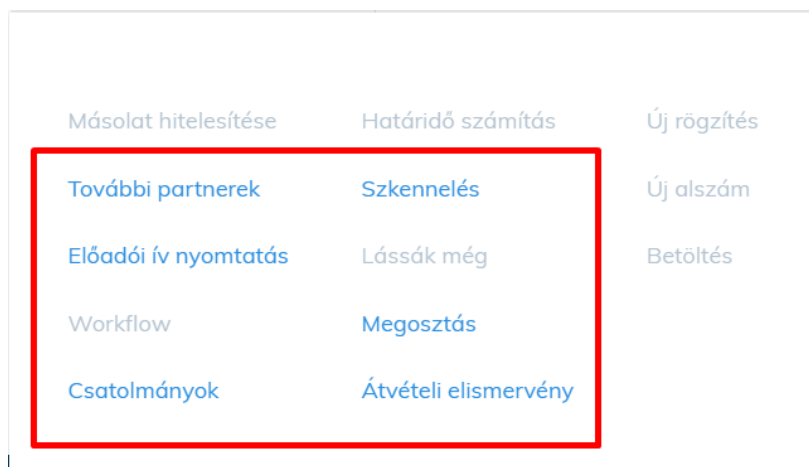 Másolat hitelesítése Határidő számítás Új rögzítés
További partnerek Szkennelés Új alszám
Előadói ív nyomtatás Lássák még Betöltés
Workflow Megosztás
Csatolmányok Átvételi elismervény